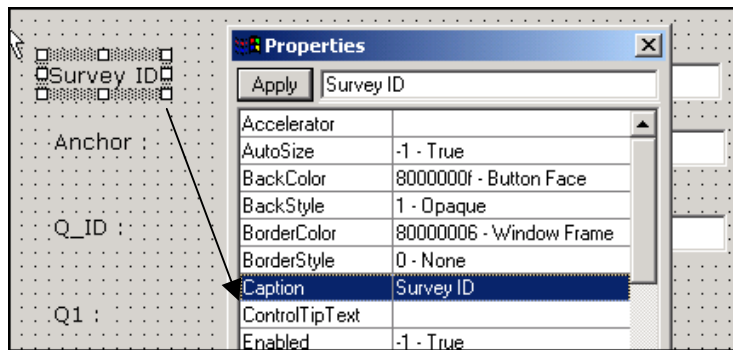 Properties
Survey ID
Apply Survey ID
Accelerator
Anchor :
AutoSize -1 - True
BackColor 8000000f - Button Face
BackStyle 1 - Opaque
Q_ID :
BorderColor 80000006 - Window Frame
BorderStyle 0 - None
Caption Survey ID
Q1 :
ControlTipText
Enabled -1 - True